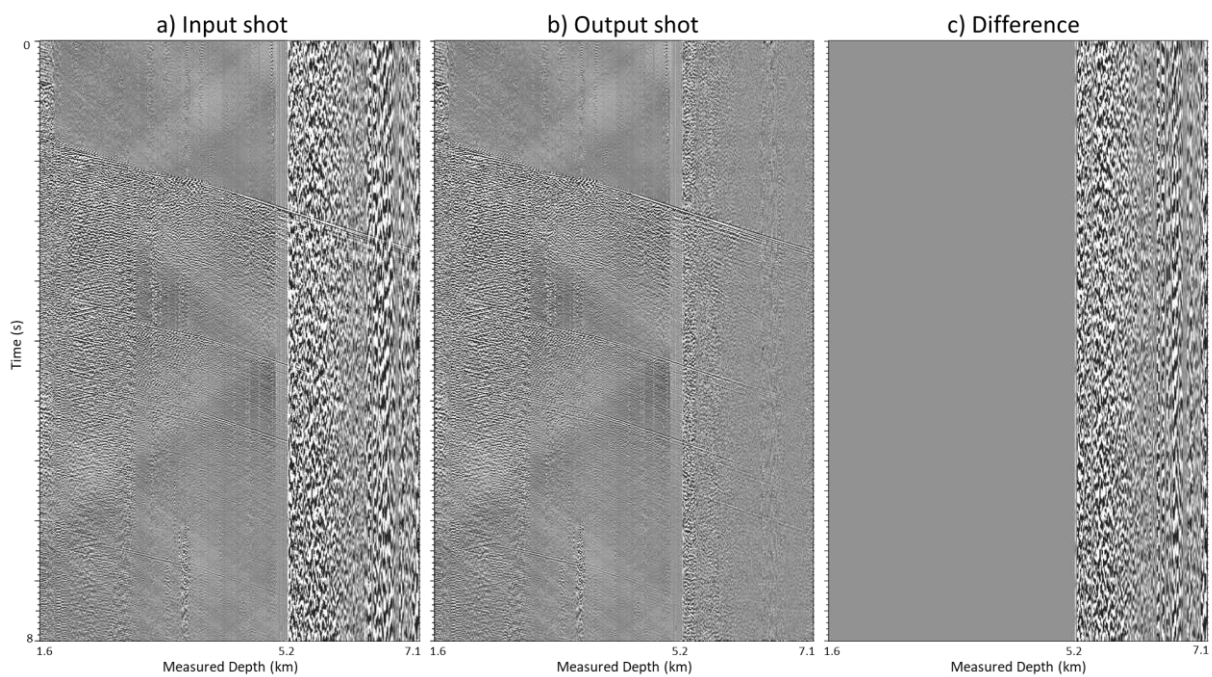 a) Input shot
b) Output shot
c) Difference
0
Time (s)
8
1.6
5.2
7.1
1.6
5.2
7.1
1.6
5.2
7.1
Measured Depth (km)
Measured Depth (km)
Measured Depth (km)